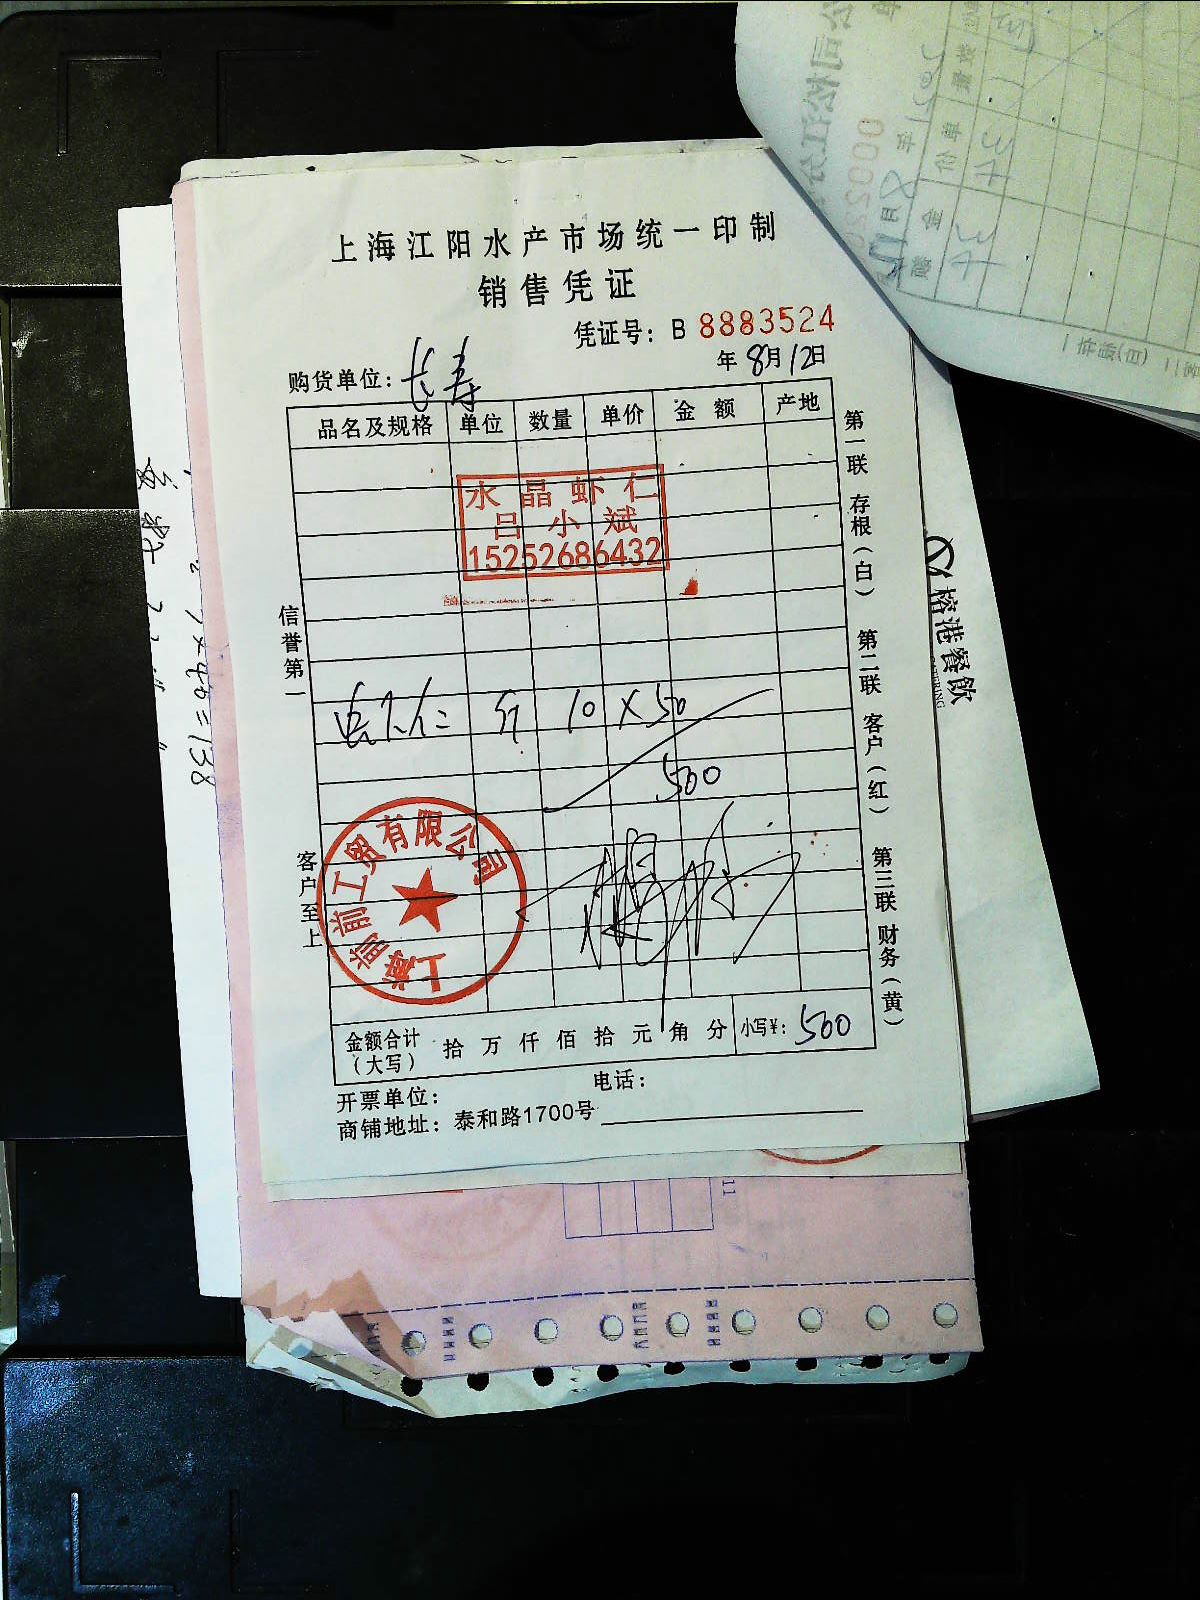 上海江阳水产市场统一印制
销售凭证
凭证号：B 8883524
购货单位：长寿
年 8月12日
品名及规格 单位 数量 单价 金额 产地
水晶虾仁
吕小斌
15252686432
虾仁 斤 10 X 50
500
上海前前工贸有限公司
金额合计（大写） 拾 万 仟 佰 拾 元 角 分 小写¥：500
开票单位： 电话：
商铺地址：泰和路1700号
信誉第一
客户至上
第一联 存根（白）
第二联 客户（红）
第三联 财务（黄）
榕港餐飲
7x46=138